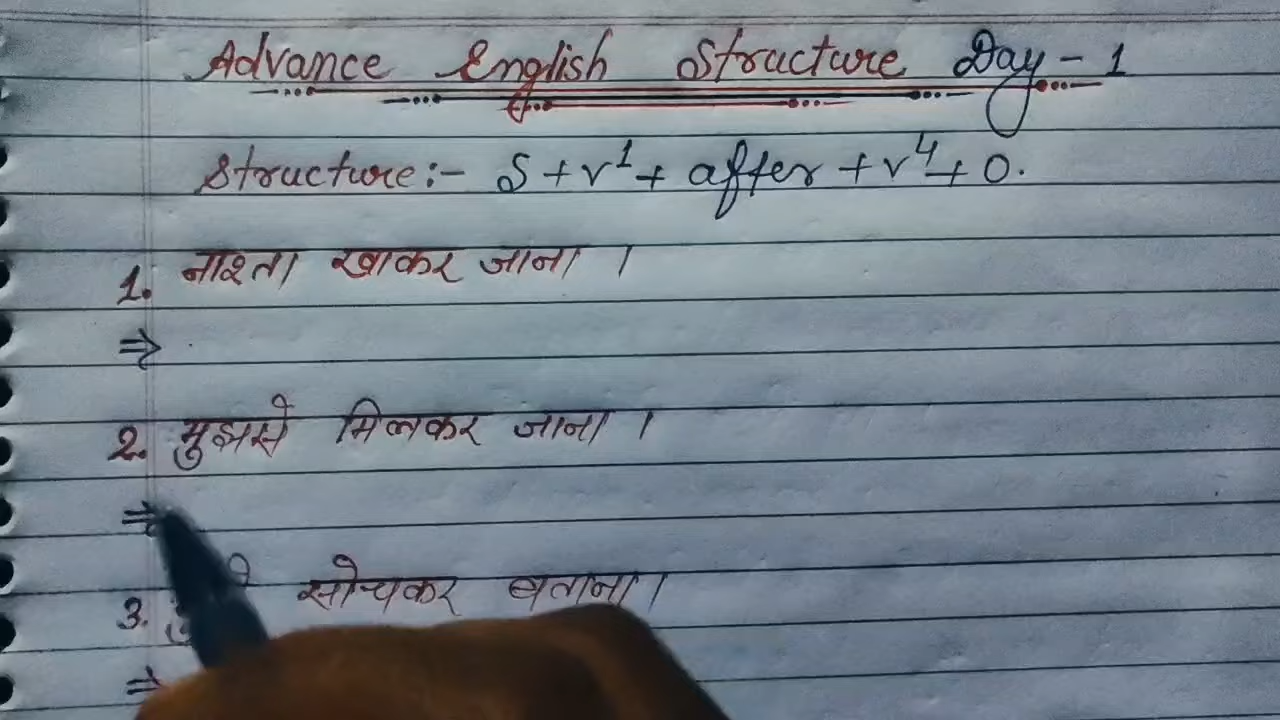 Advance English Structure Day - 1
Structure:- S + v¹ + after + v⁴ + O.
1. नाश्ता खाकर जाना ।
⇒
2. मुझसे मिलकर जाना ।
⇒
3. सोचकर बताना ।
⇒